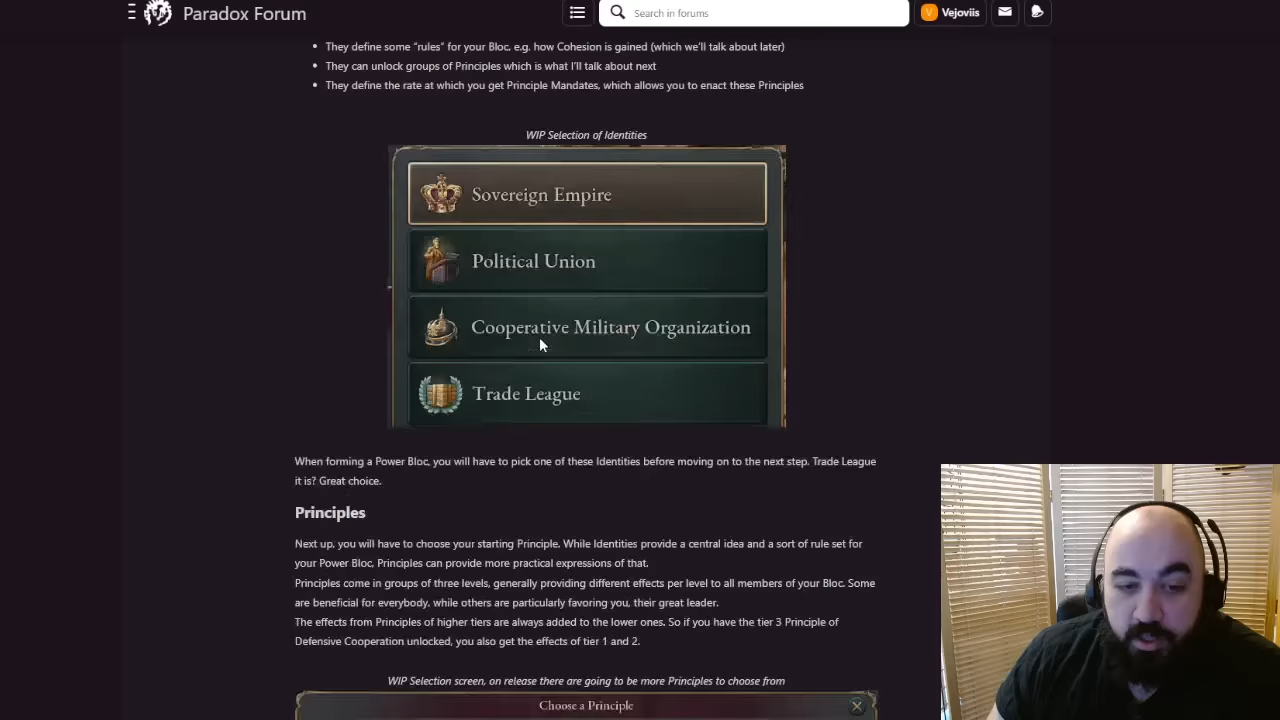 Paradox Forum
Search in forums
V
Vejoviis
They define some "rules" for your Bloc, e.g. how Cohesion is gained (which we'll talk about later)
They can unlock groups of Principles which is what I'll talk about next
They define the rate at which you get Principle Mandates, which allows you to enact these Principles
WIP Selection of Identities
Sovereign Empire
Political Union
Cooperative Military Organization
Trade League
When forming a Power Bloc, you will have to pick one of these Identities before moving on to the next step. Trade League
it is? Great choice.
Principles
Next up, you will have to choose your starting Principle. While Identities provide a central idea and a sort of rule set for
your Power Bloc, Principles can provide more practical expressions of that.
Principles come in groups of three levels, generally providing different effects per level to all members of your Bloc. Some
are beneficial for everybody, while others are particularly favoring you, their great leader.
The effects from Principles of higher tiers are always added to the lower ones. So if you have the tier 3 Principle of
Defensive Cooperation unlocked, you also get the effects of tier 1 and 2.
WIP Selection screen, on release there are going to be more Principles to choose from
Choose a Principle